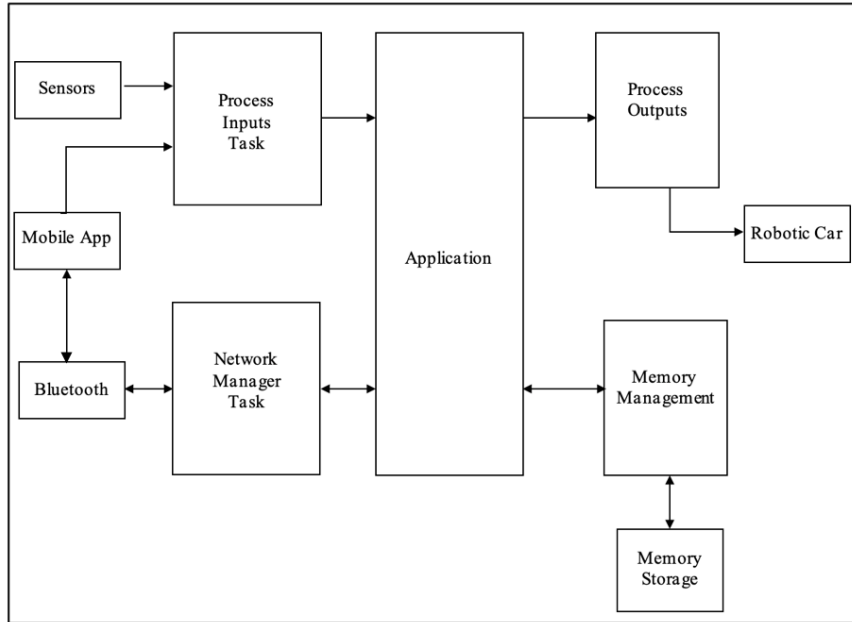 Sensors
Process
Inputs
Task
Process
Outputs
Mobile App
Application
Robotic Car
Bluetooth
Network
Manager
Task
Memory
Management
Memory
Storage